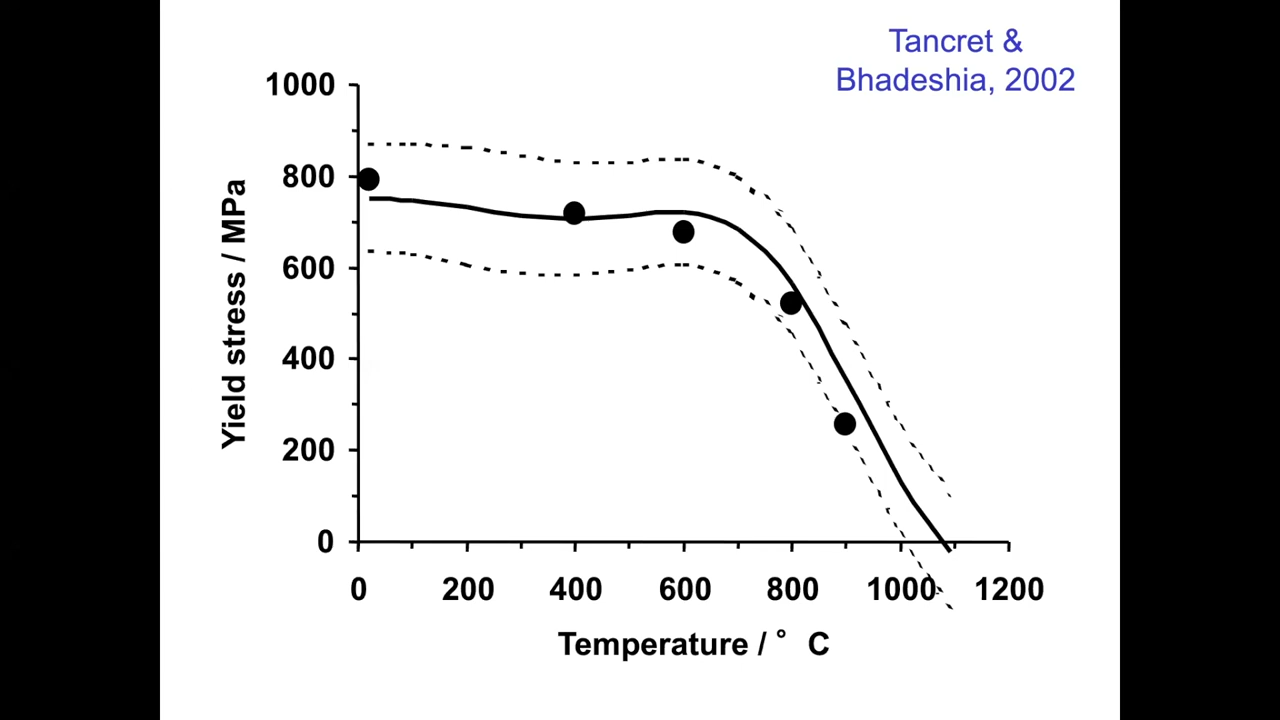 Tancret &
Bhadeshia, 2002
1000
800
600
400
200
0
Yield stress / MPa
0 200 400 600 800 1000 1200
Temperature / ° C